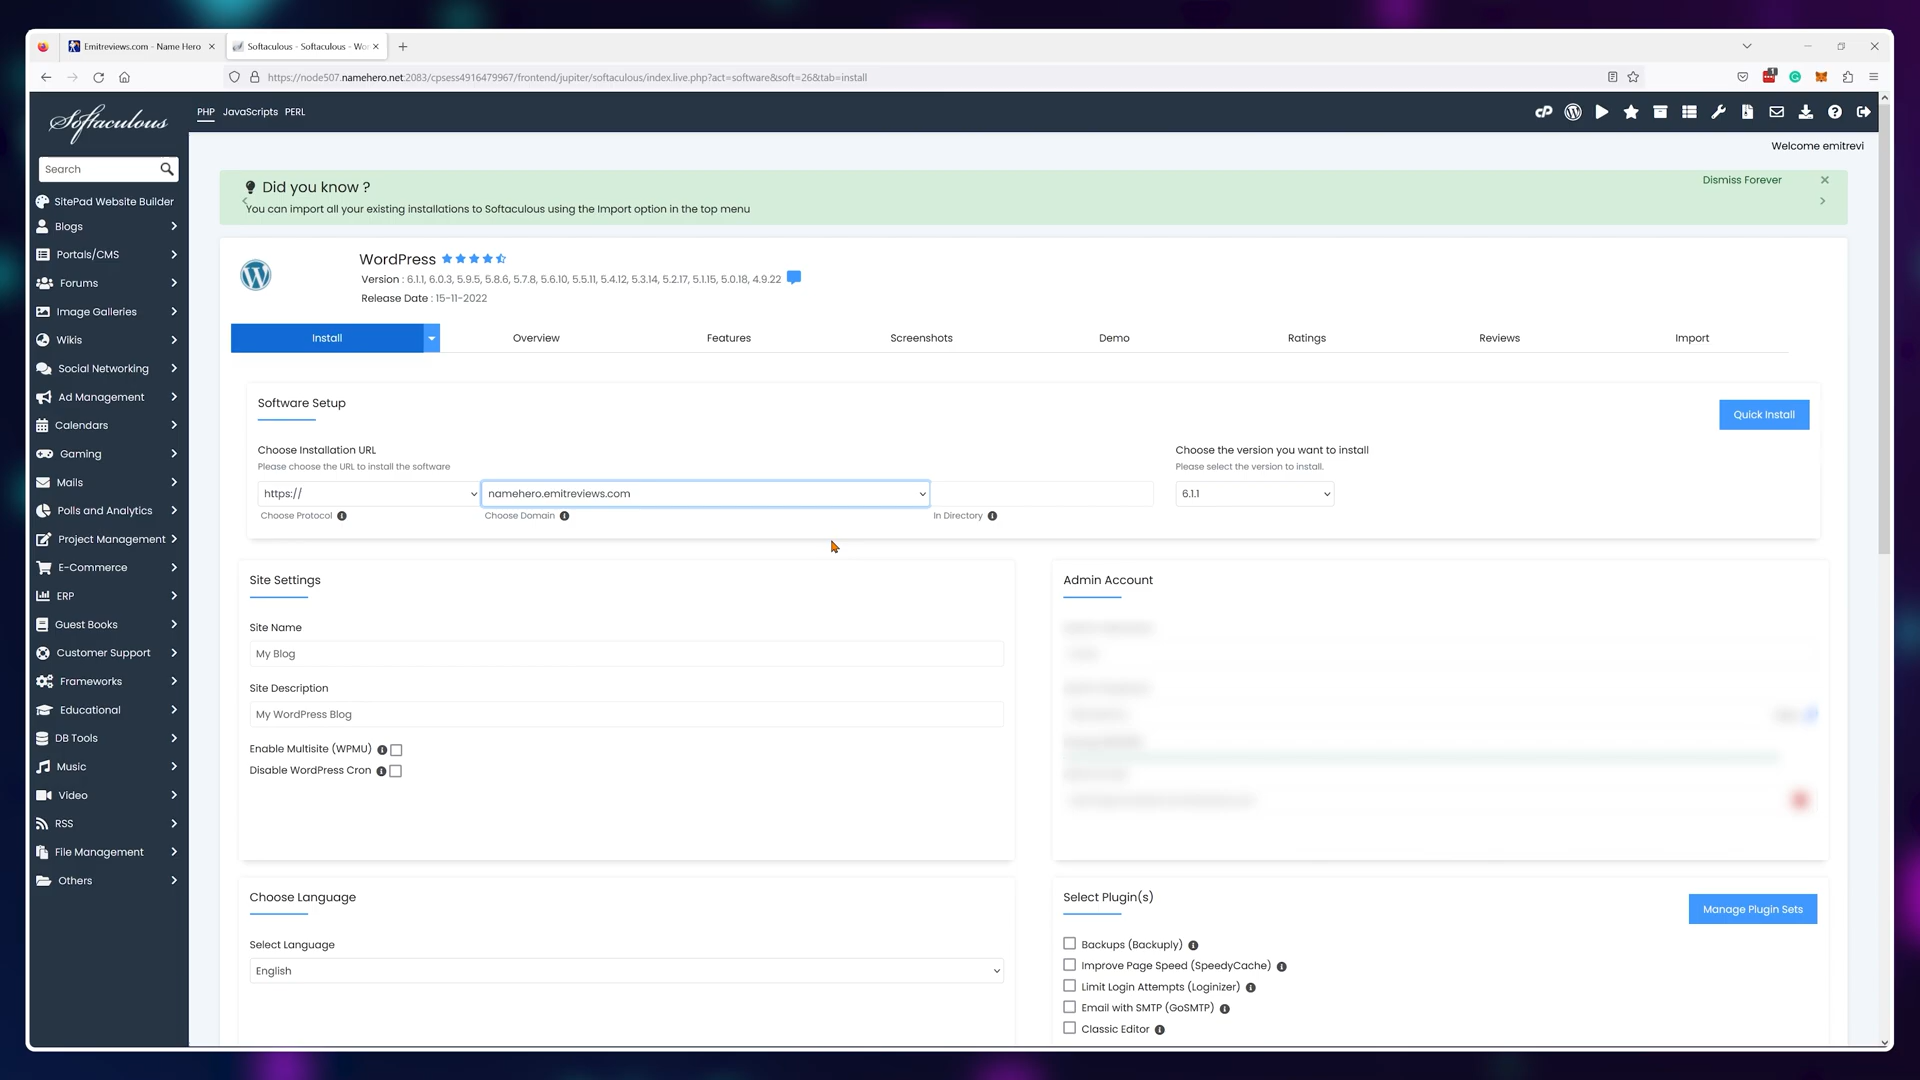 Emitreviews.com - Name Hero
Softaculous - Softaculous - Wor
https://node507.namehero.net:2083/cpsess4916479967/frontend/jupiter/softaculous/index.live.php?act=software&soft=26&tab=install
1
Softaculous
PHP JavaScripts PERL
Search
Welcome emitrevi
SitePad Website Builder
Blogs
Portals/CMS
Forums
Image Galleries
Wikis
Social Networking
Ad Management
Calendars
Gaming
Mails
Polls and Analytics
Project Management
E-Commerce
ERP
Guest Books
Customer Support
Frameworks
Educational
DB Tools
Music
Video
RSS
File Management
Others
Did you know ?
Dismiss Forever
You can import all your existing installations to Softaculous using the Import option in the top menu
WordPress
Version : 6.1.1, 6.0.3, 5.9.5, 5.8.6, 5.7.8, 5.6.10, 5.5.11, 5.4.12, 5.3.14, 5.2.17, 5.1.15, 5.0.18, 4.9.22
Release Date : 15-11-2022
Install Overview Features Screenshots Demo Ratings Reviews Import
Software Setup
Quick Install
Choose Installation URL
Please choose the URL to install the software
https://
Choose Protocol
namehero.emitreviews.com
Choose Domain
In Directory
Choose the version you want to install
Please select the version to install.
6.1.1
Site Settings
Site Name
My Blog
Site Description
My WordPress Blog
Enable Multisite (WPMU)
Disable WordPress Cron
Admin Account
Choose Language
Select Language
English
Select Plugin(s)
Manage Plugin Sets
Backups (Backuply)
Improve Page Speed (SpeedyCache)
Limit Login Attempts (Loginizer)
Email with SMTP (GoSMTP)
Classic Editor